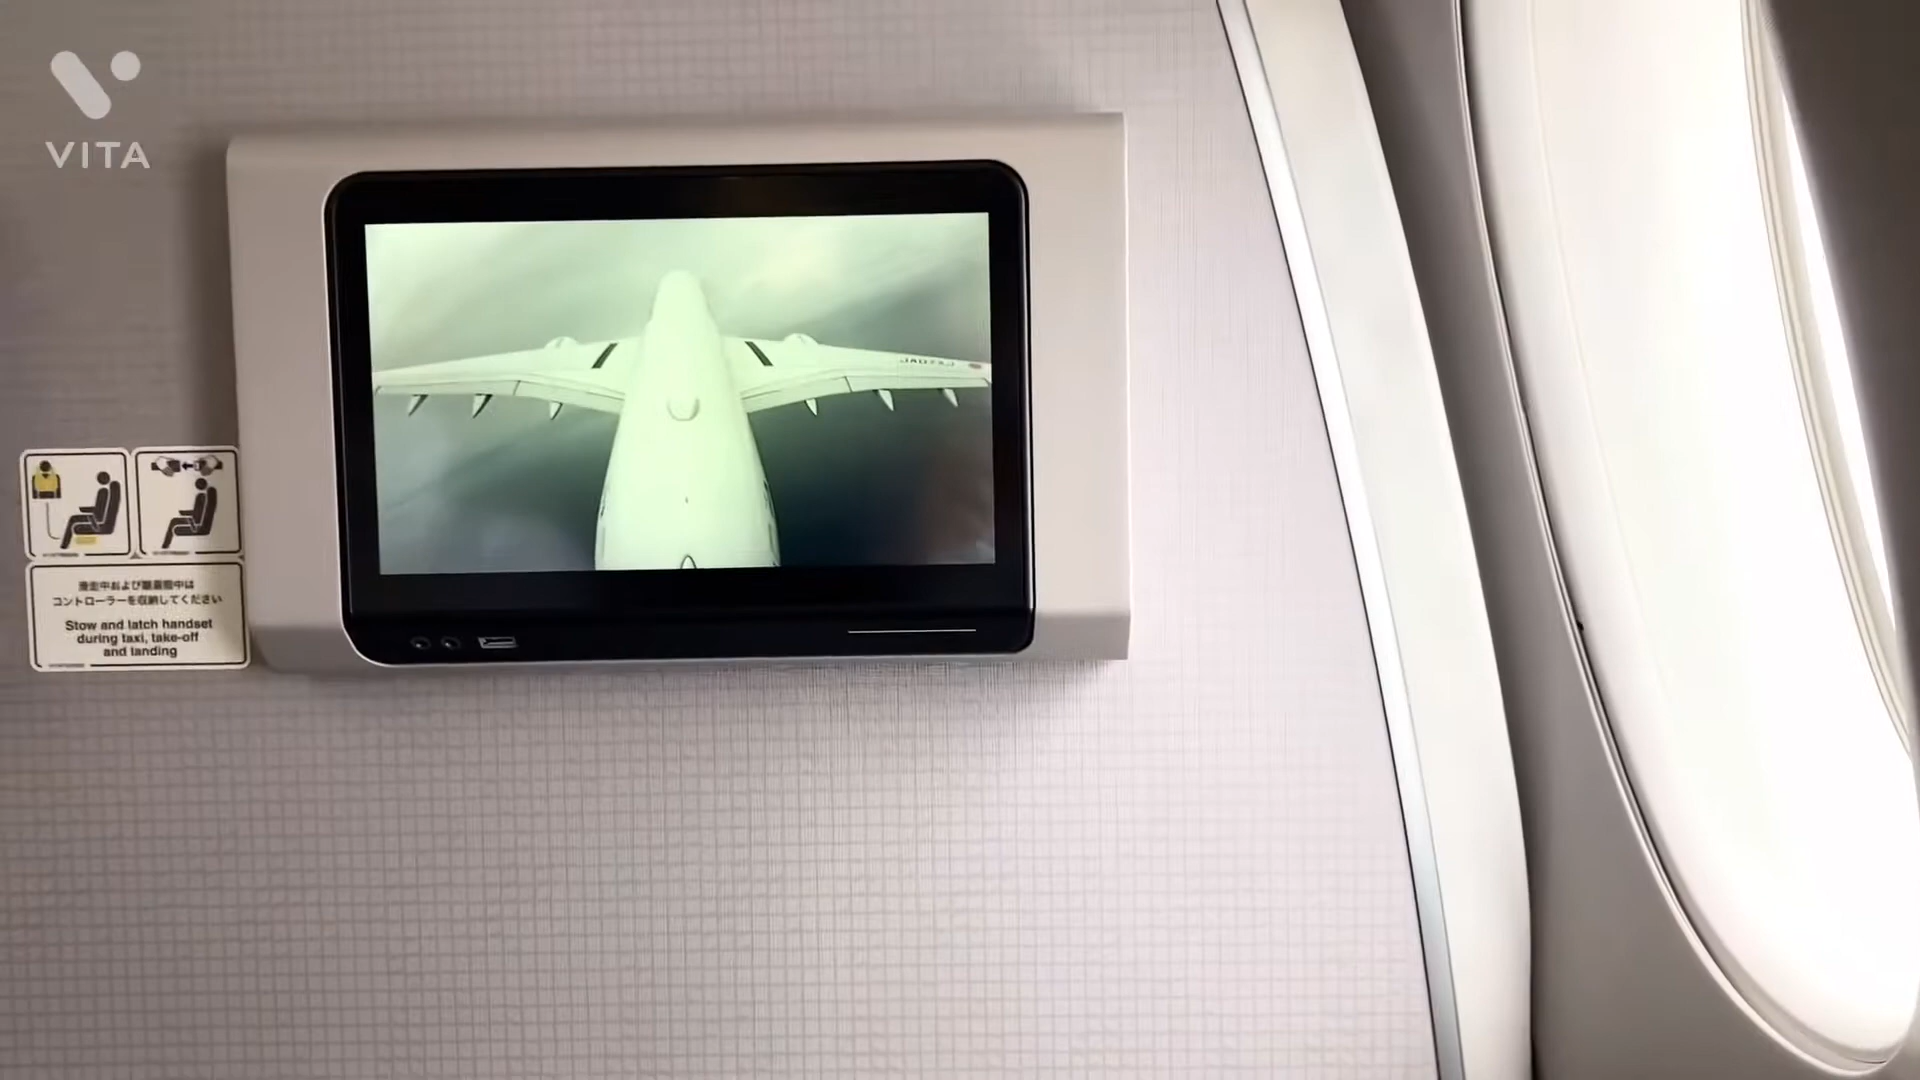 VITA
滑走中および離着陸中は
コントローラーを収納してください
Stow and latch handset
during taxi, take-off
and landing